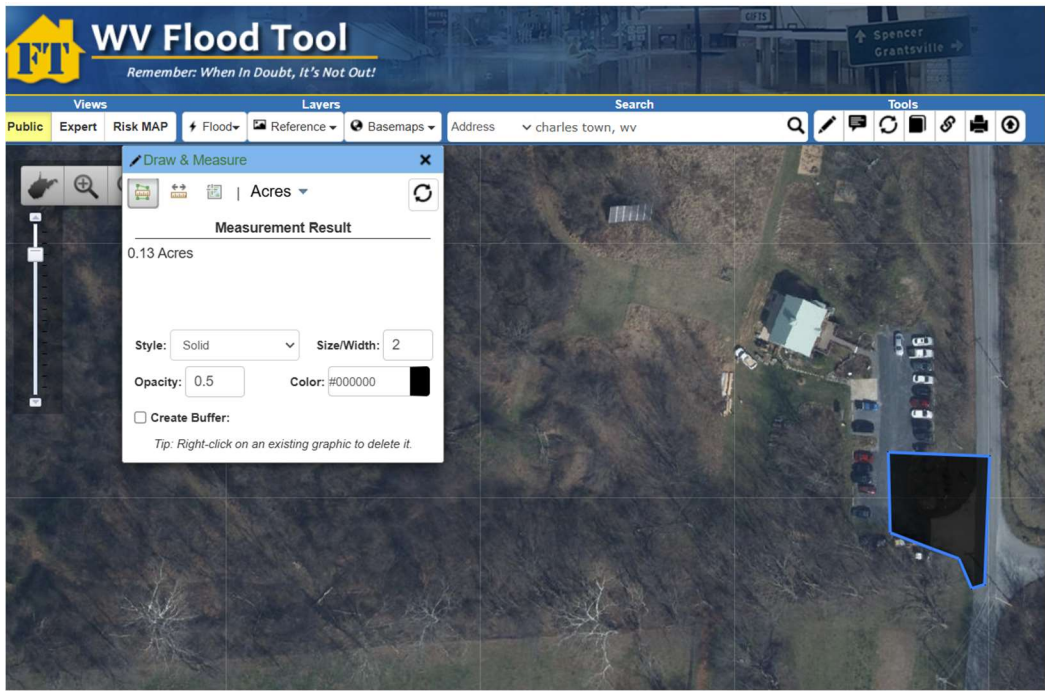 FT
WV Flood Tool
Remember: When In Doubt, It's Not Out!
GIFTS
Spencer
Grantsville
Views
Layers
Search
Tools
Public
Expert
Risk MAP
Flood
Reference
Basemaps
Address
charles town, wv
Draw & Measure
| Acres
Measurement Result
0.13 Acres
Style: Solid
Size/Width: 2
Opacity: 0.5
Color: #000000
Create Buffer:
Tip: Right-click on an existing graphic to delete it.